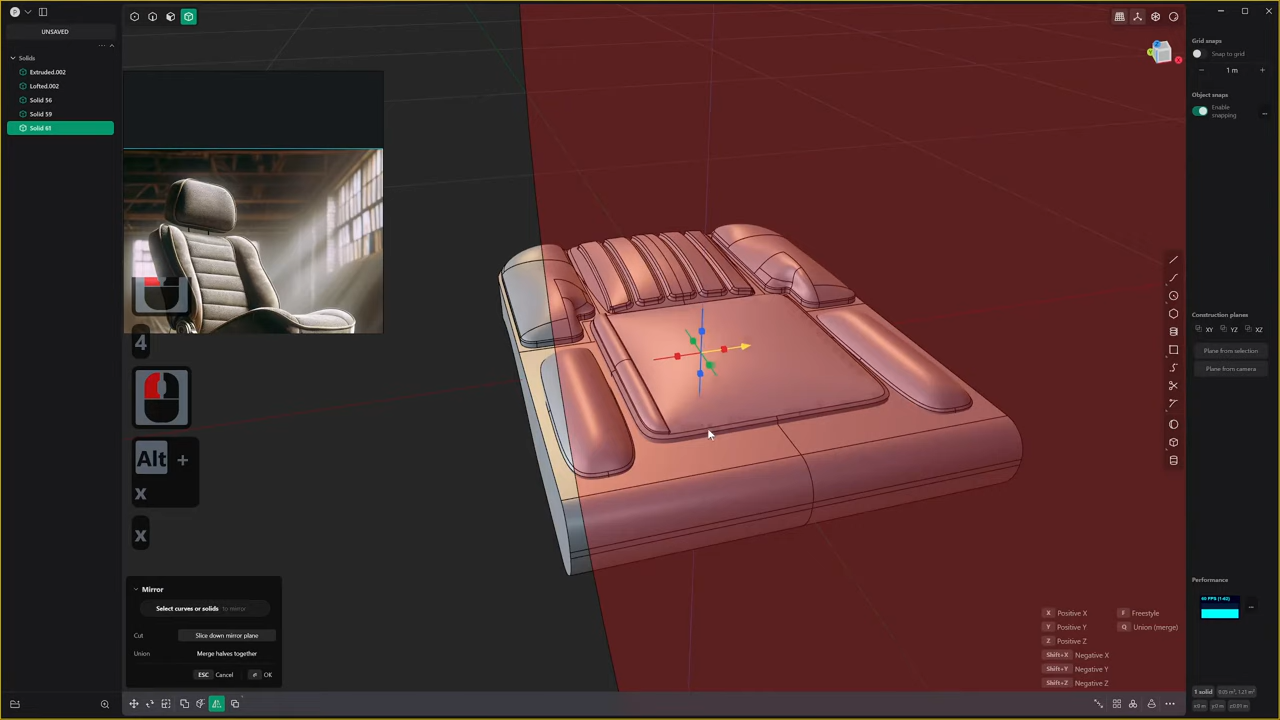 P
UNSAVED
Solids
Extruded.002
Lofted.002
Solid 56
Solid 59
Solid 61
4
Alt +
x
x
Mirror
Select curves or solids to mirror
Cut Slice down mirror plane
Union Merge halves together
ESC Cancel OK
Y X
X Positive X F Freestyle
Y Positive Y Q Union (merge)
Z Positive Z
Shift+X Negative X
Shift+Y Negative Y
Shift+Z Negative Z
Grid snaps
Snap to grid
1 m
Object snaps
Enable snapping
Construction planes
XY YZ XZ
Plane from selection
Plane from camera
Performance
1 solid